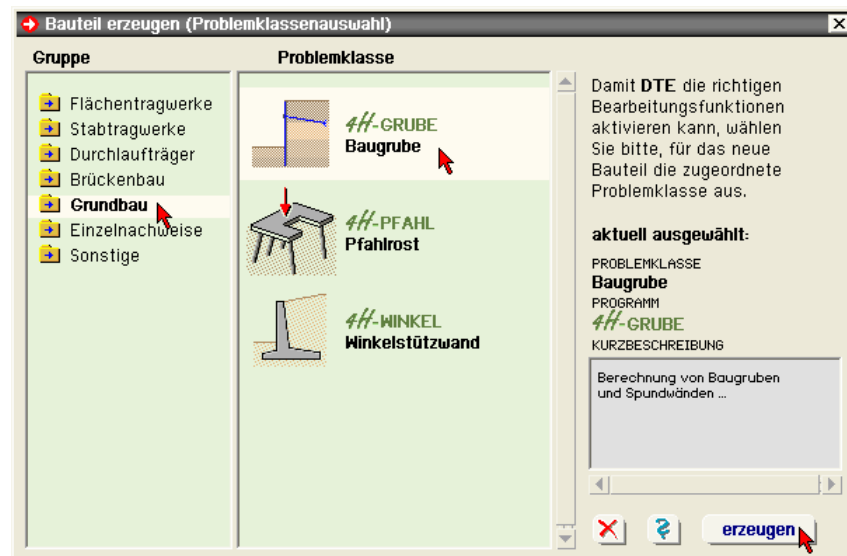 Bauteil erzeugen (Problemklassenauswahl)
Gruppe
Problemklasse
Flächentragwerke
Stabtragwerke
Durchlaufträger
Brückenbau
Grundbau
Einzelnachweise
Sonstige
4H-GRUBE
Baugrube
4H-PFAHL
Pfahlrost
4H-WINKEL
Winkelstützwand
Damit DTE die richtigen
Bearbeitungsfunktionen
aktivieren kann, wählen
Sie bitte, für das neue
Bauteil die zugeordnete
Problemklasse aus.
aktuell ausgewählt:
PROBLEMKLASSE
Baugrube
PROGRAMM
4H-GRUBE
KURZBESCHREIBUNG
Berechnung von Baugruben
und Spundwänden ...
erzeugen